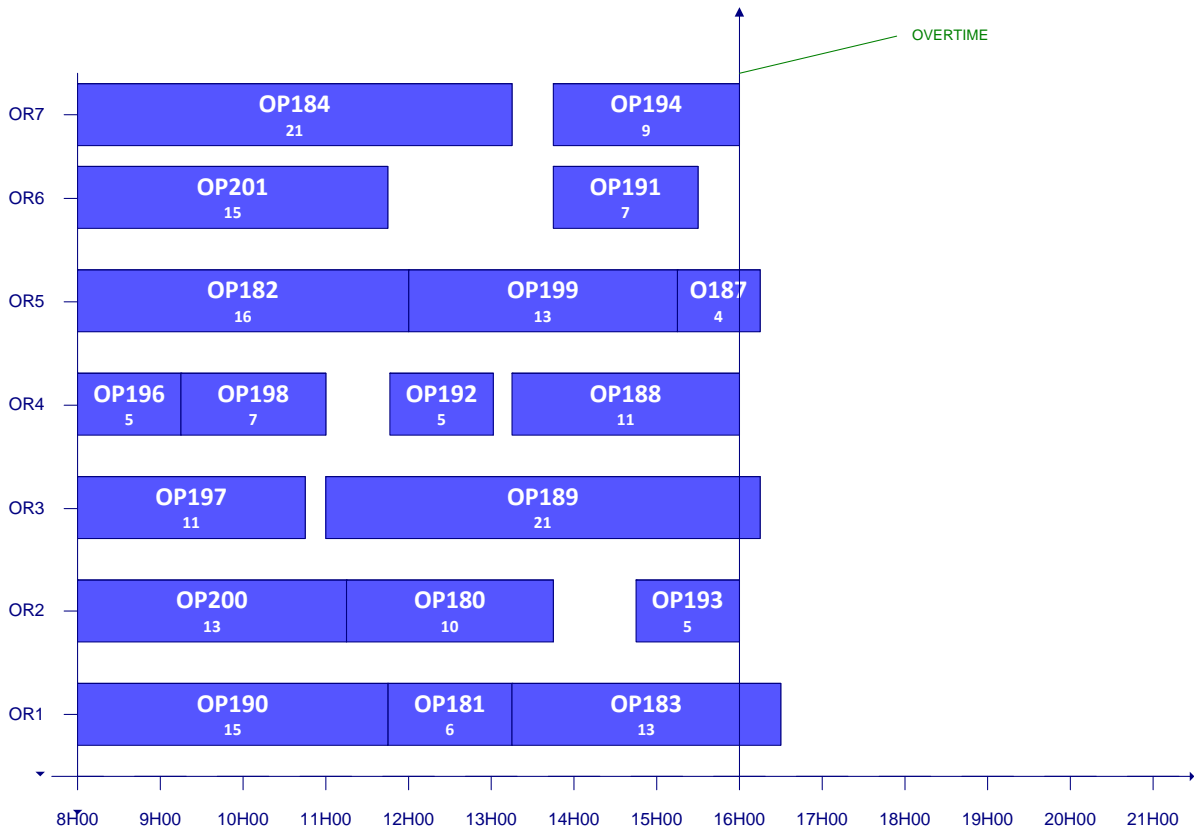 OVERTIME
OR7
OP184
21
OP194
9
OR6
OP201
15
OP191
7
OR5
OP182
16
OP199
13
O187
4
OR4
OP196
5
OP198
7
OP192
5
OP188
11
OR3
OP197
11
OP189
21
OR2
OP200
13
OP180
10
OP193
5
OR1
OP190
15
OP181
6
OP183
13
8H00 9H00 10H00 11H00 12H00 13H00 14H00 15H00 16H00 17H00 18H00 19H00 20H00 21H00